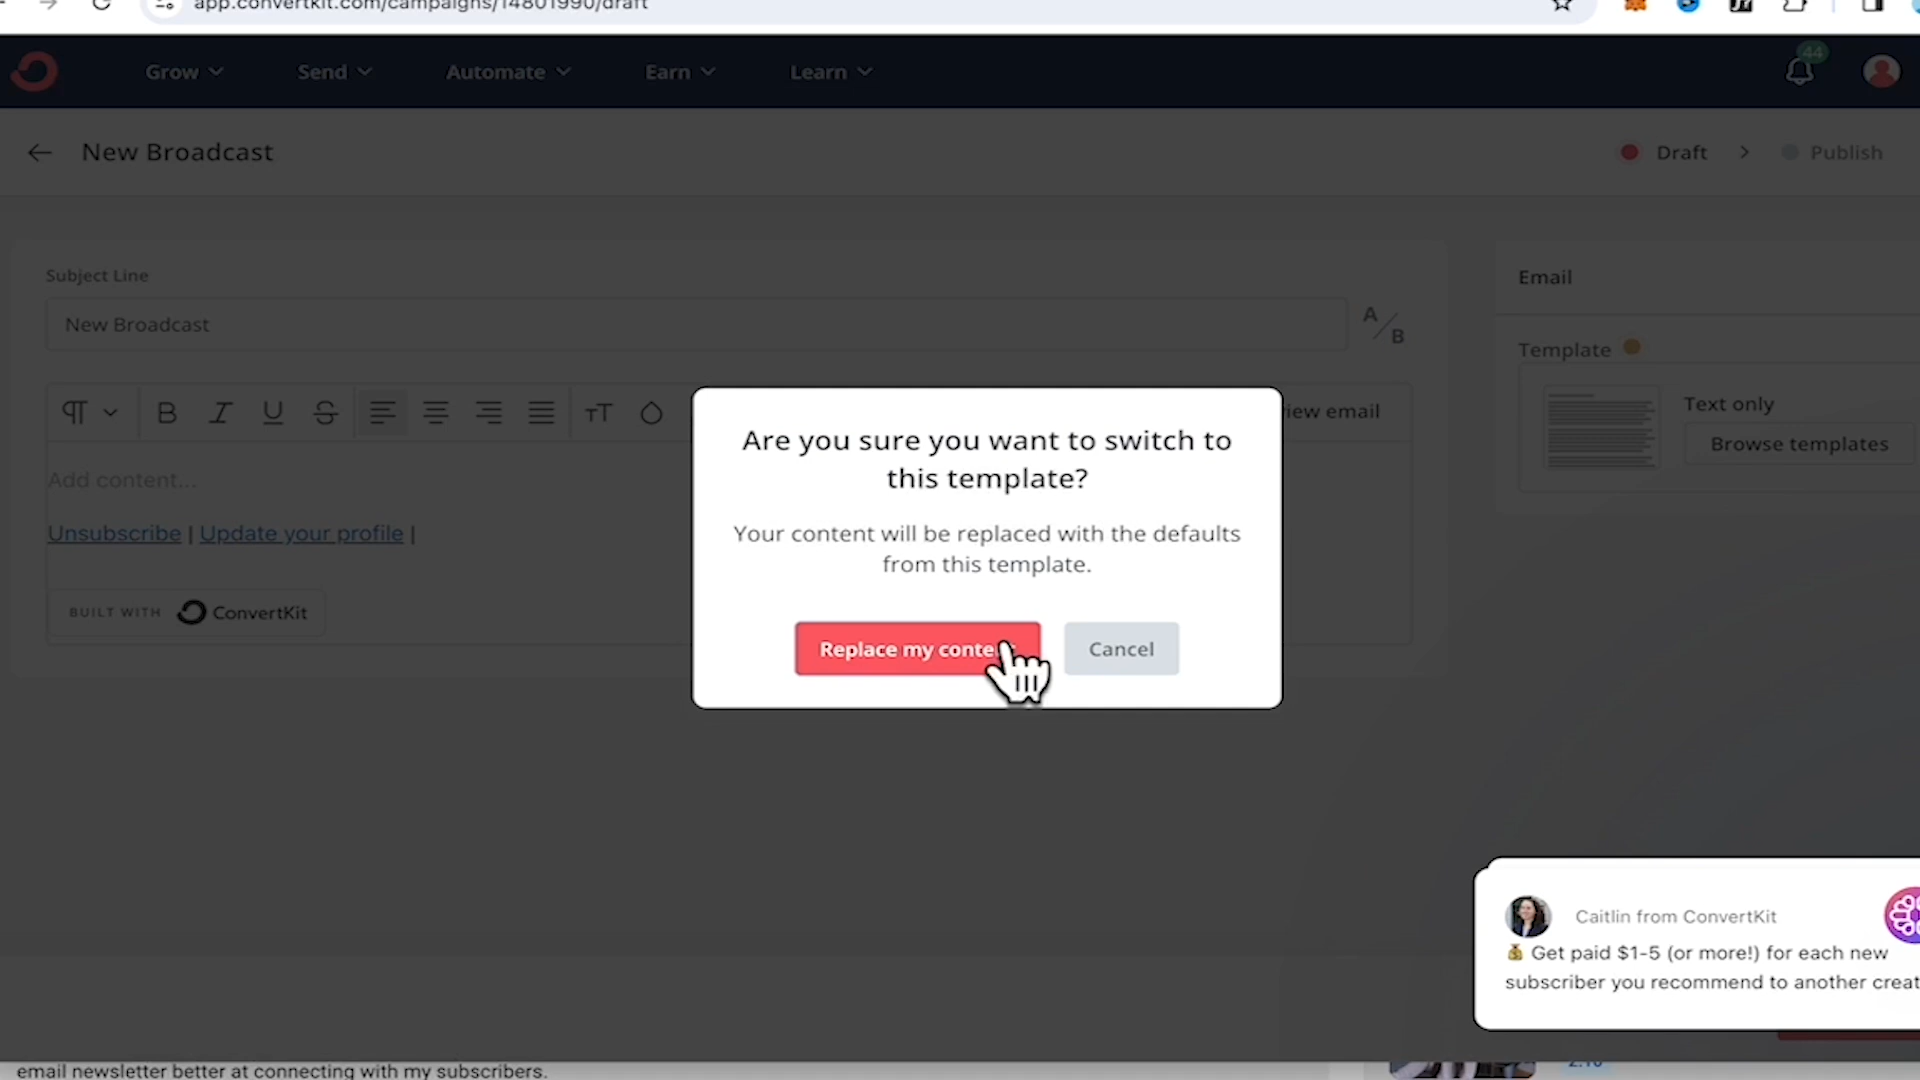 app.convertkit.com/campaigns/14801990/draft
Grow
Send
Automate
Earn
Learn
44
New Broadcast
Draft
Publish
Subject Line
New Broadcast
A/B
Email
Template
Text only
Browse templates
B I U S TT
iew email
Add content...
Unsubscribe | Update your profile |
BUILT WITH ConvertKit
Are you sure you want to switch to
this template?
Your content will be replaced with the defaults
from this template.
Replace my conte
Cancel
Caitlin from ConvertKit
💰 Get paid $1-5 (or more!) for each new
subscriber you recommend to another creat
email newsletter better at connecting with my subscribers.